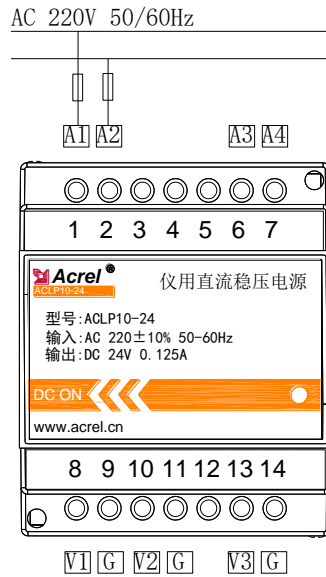 AC 220V 50/60Hz
A1 A2 A3 A4
1 2 3 4 5 6 7
Acrel ®
ACLP10-24
仪用直流稳压电源
型号:ACLP10-24
输入:AC 220±10% 50-60Hz
输出:DC 24V 0.125A
DC ON
www.acrel.cn
8 9 10 11 12 13 14
V1 G V2 G V3 G